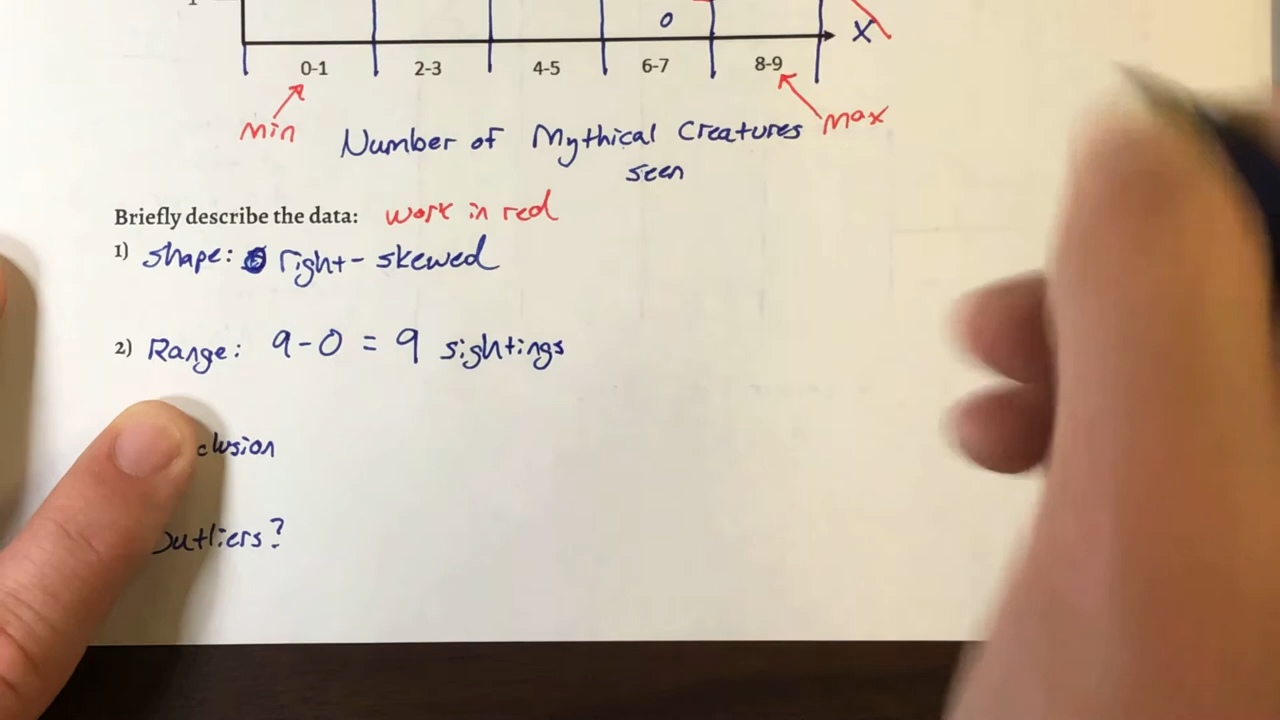 0 X
0-1 2-3 4-5 6-7 8-9
min max
Number of Mythical Creatures
seen
Briefly describe the data: work in red
1) shape: right-skewed
2) Range: 9-0 = 9 sightings
clusion
outliers?